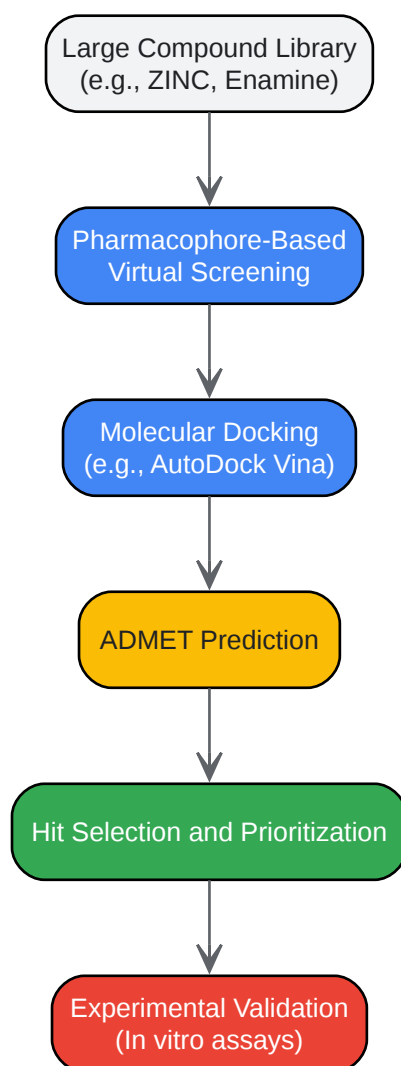 Large Compound Library
(e.g., ZINC, Enamine)
Pharmacophore-Based
Virtual Screening
Molecular Docking
(e.g., AutoDock Vina)
ADMET Prediction
Hit Selection and Prioritization
Experimental Validation
(In vitro assays)